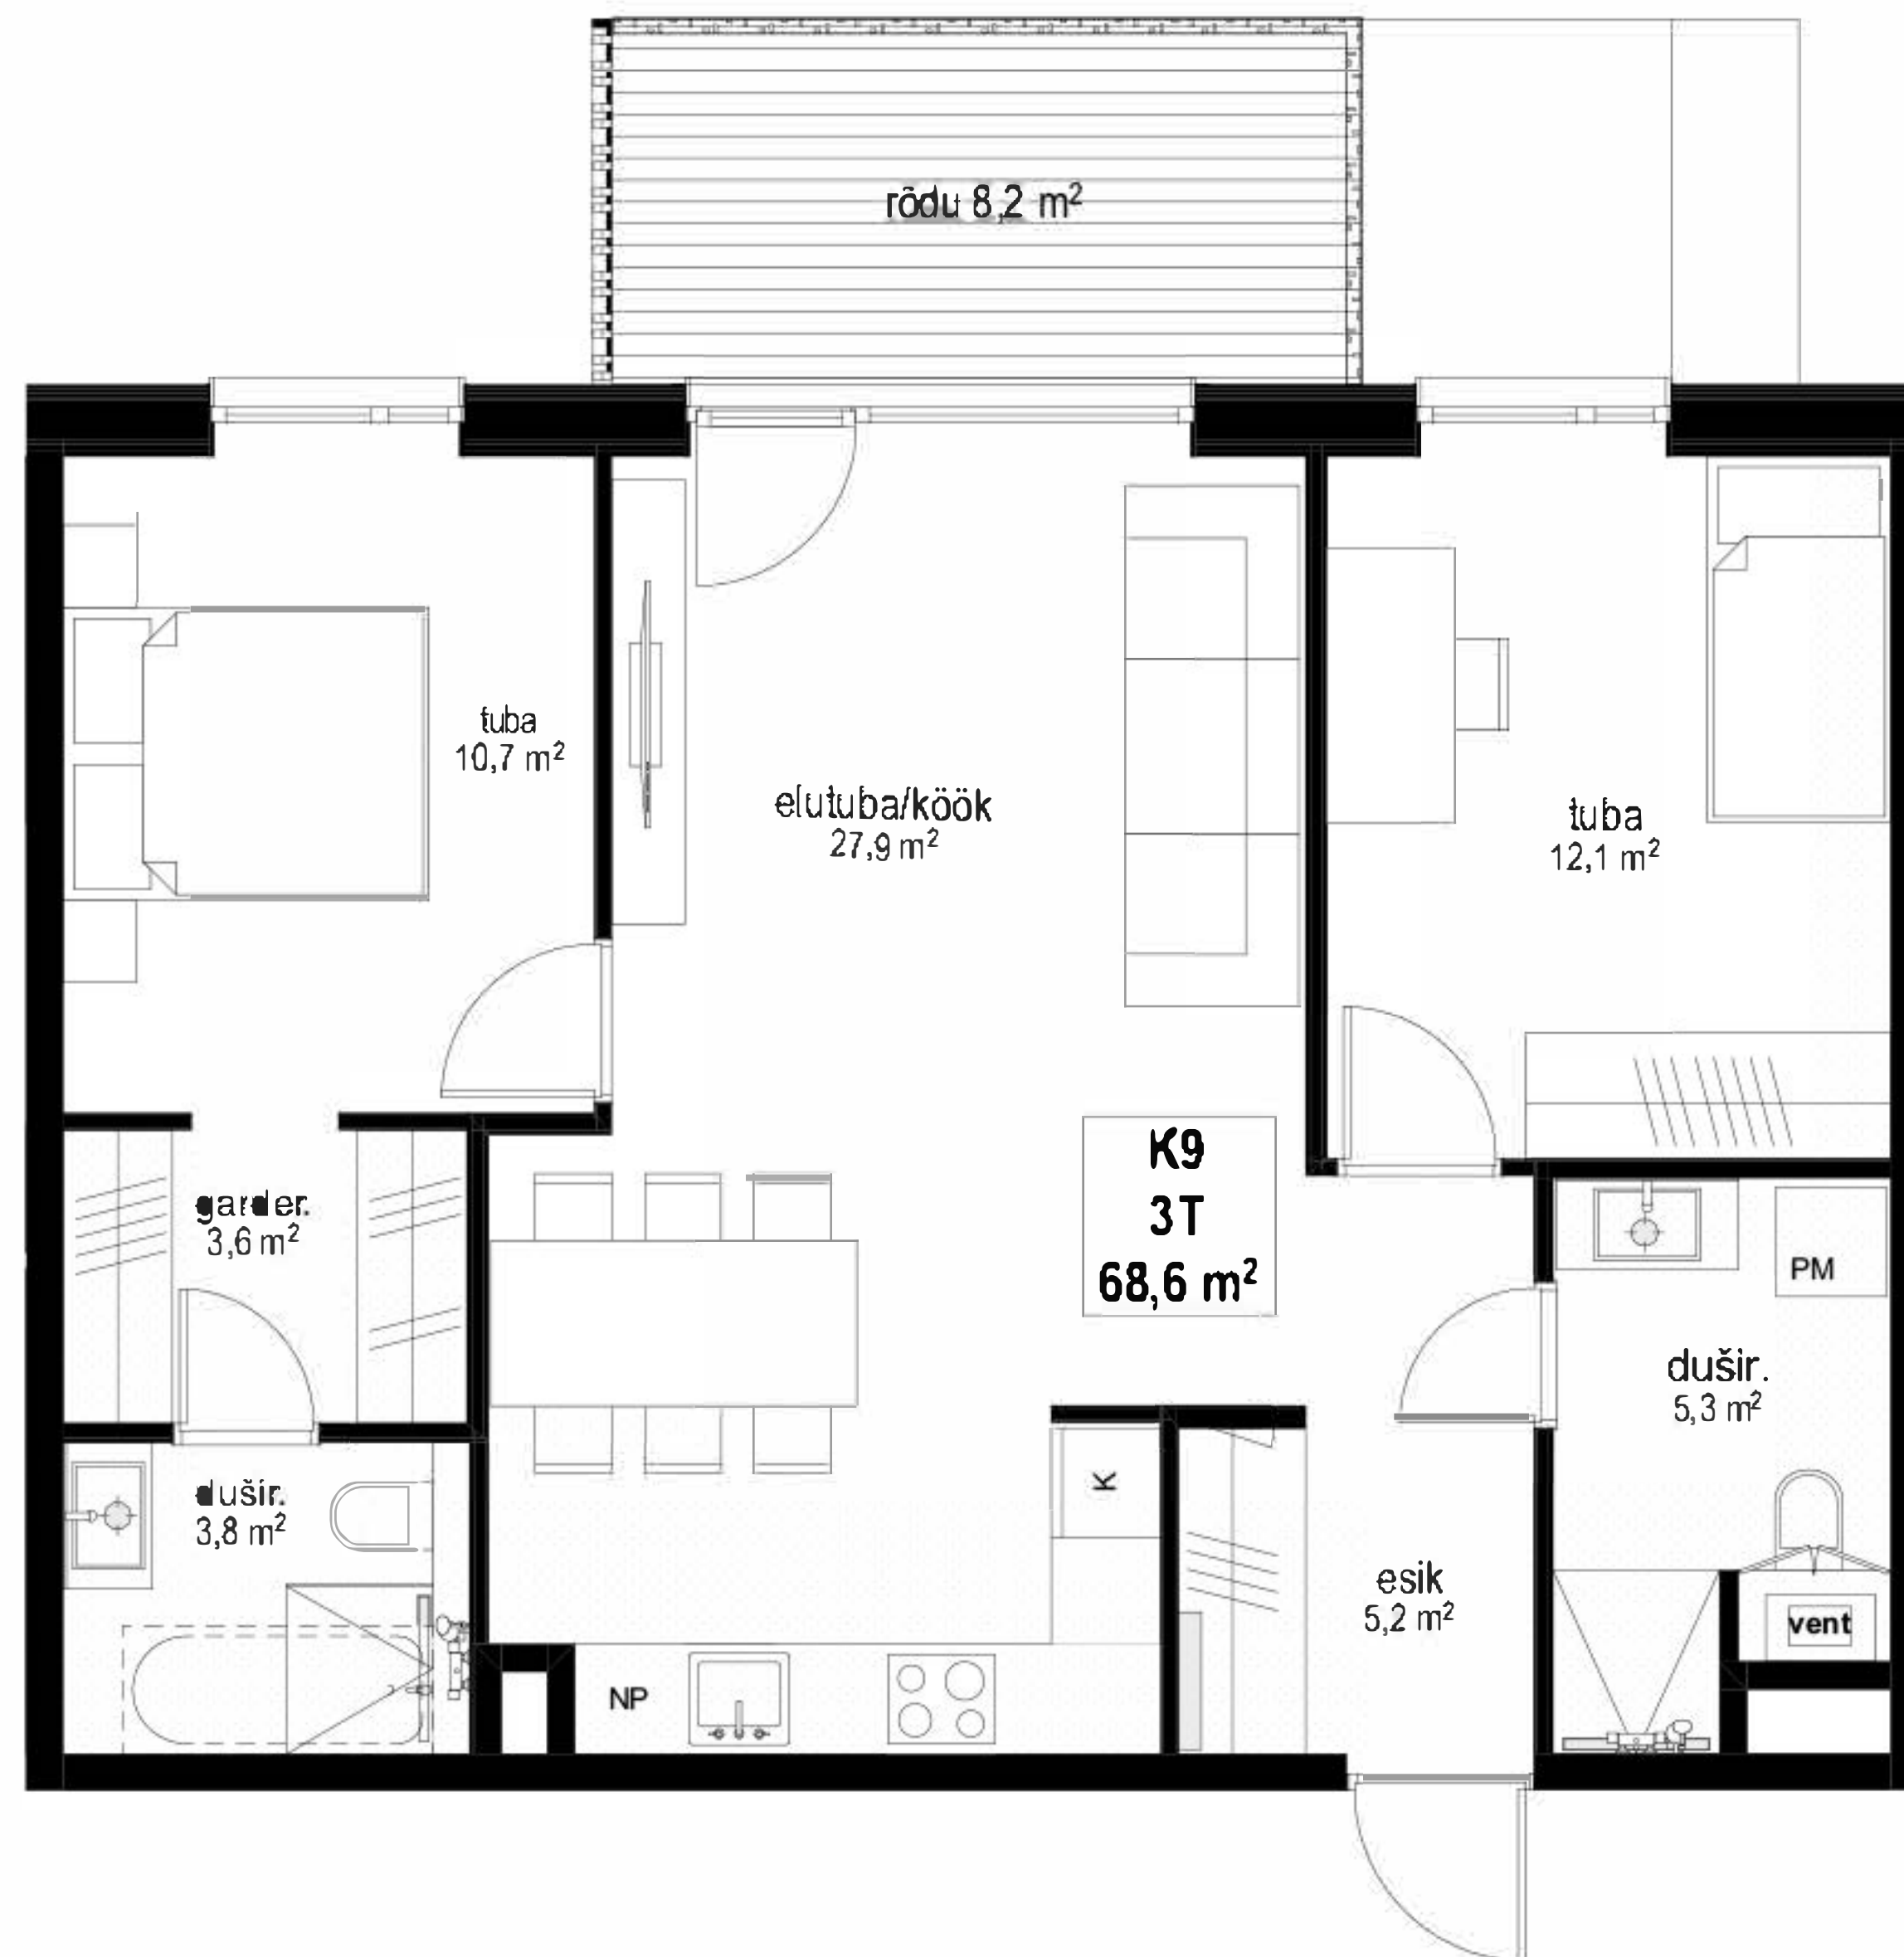 rõdu 8,2 m²
tuba
10,7 m²
elutuba/köök
27,9 m²
tuba
12,1 m²
K9
3T
68,6 m²
garder.
3,6 m²
PM
dušir.
5,3 m²
dušir.
3,8 m²
K
esik
5,2 m²
vent
NP